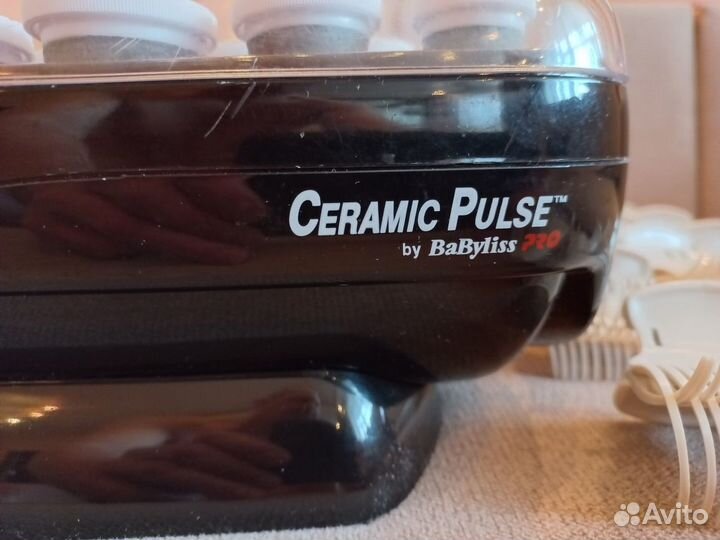 CERAMIC PULSE™
by BaByliss PRO
Avito